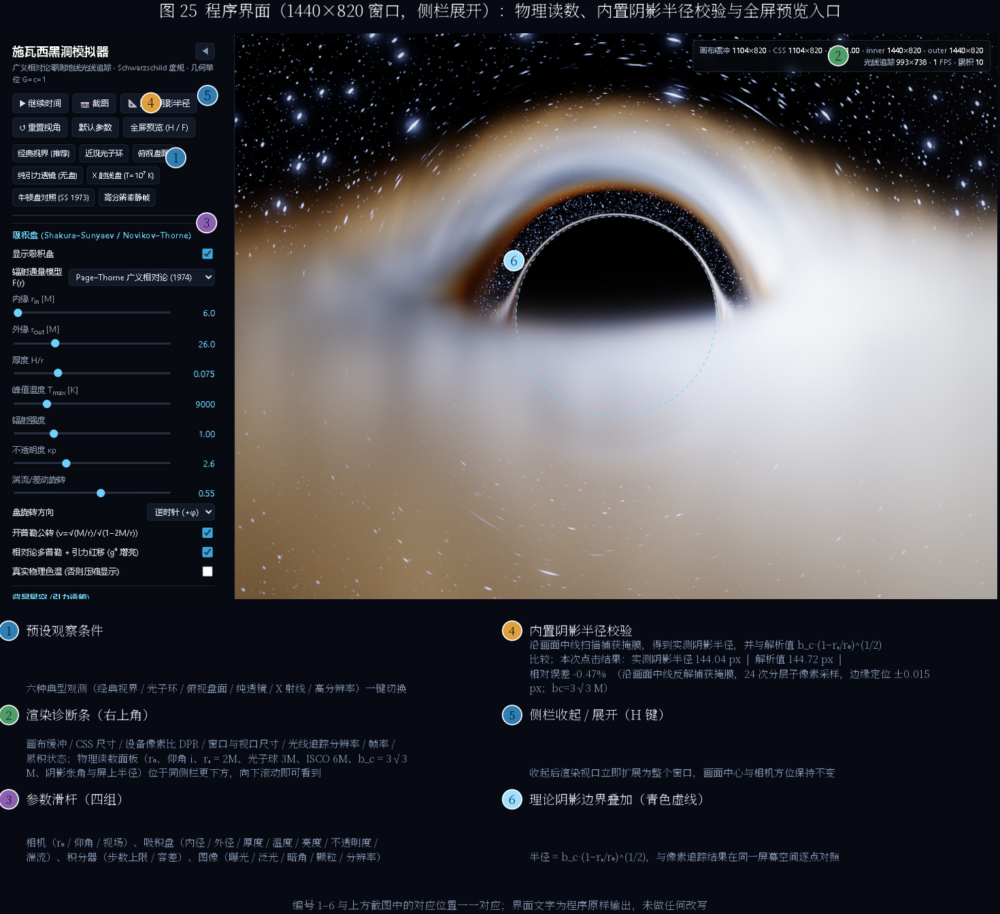 图 25 程序界面（1440×820 窗口，侧栏展开）：物理读数、内置阴影半径校验与全屏预览入口
施瓦西黑洞模拟器
◀
广义相对论零测地线光线追踪 · Schwarzschild 度规 · 几何单
位 G=c=1
▶ 继续时间
截图
4
阴影半径
5
↺ 重置视角
默认参数
全屏预览 (H / F)
经典视界 (推荐)
近观光子环
俯视盘面
1
纯引力透镜 (无盘)
X 射线盘 (T=10⁷ K)
牛顿盘对照 (SS 1973)
高分辨率静帧
3
吸积盘 (Shakura–Sunyaev / Novikov–Thorne)
显示吸积盘
辐射通量模型
F(r)
Page–Thorne 广义相对论 (1974)
内缘 r_in [M]
6.0
外缘 r_out [M]
26.0
厚度 H/r
0.075
峰值温度 T_max [K]
9000
辐射强度
1.00
不透明度 κρ
2.6
湍流/差动旋转
0.55
盘旋转方向
逆时针 (+φ)
开普勒公转 (v=√(M/r)/√(1−2M/r))
相对论多普勒 + 引力红移 (g⁴ 增亮)
真实物理色温 (否则压缩显示)
背景星空 (引力透镜)
画布缓冲 1104×820 · CSS 1104×820 · 2 1.00 · inner 1440×820 · outer 1440×820
光线追踪 993×738 · 1 FPS · 累积 10
6
1 预设观察条件
六种典型观测（经典视界 / 光子环 / 俯视盘面 / 纯透镜 / X 射线 / 高分辨率）一键切换
2 渲染诊断条（右上角）
画布缓冲 / CSS 尺寸 / 设备像素比 DPR / 窗口与视口尺寸 / 光线追踪分辨率 / 帧率 /
累积状态；物理读数面板（rₒ、仰角 i、rₛ = 2M、光子球 3M、ISCO 6M、b_c = 3√3
M、阴影张角与屏上半径）位于同侧栏更下方，向下滚动即可看到
3 参数滑杆（四组）
相机（rₒ / 仰角 / 视场）、吸积盘（内径 / 外径 / 厚度 / 温度 / 亮度 / 不透明度 /
湍流）、积分器（步数上限 / 容差）、图像（曝光 / 泛光 / 暗角 / 颗粒 / 分辨率）
4 内置阴影半径校验
沿画面中线扫描捕获掩膜，得到实测阴影半径，并与解析值 b_c·(1−rₛ/rₒ)^(1/2)
比较；本次点击结果：实测阴影半径 144.04 px | 解析值 144.72 px |
相对误差 -0.47% （沿画面中线反解捕获掩膜，24 次分层子像素采样，边缘定位 ±0.015
px；bc=3√3 M）
5 侧栏收起 / 展开（H 键）
收起后渲染视口立即扩展为整个窗口，画面中心与相机方位保持不变
6 理论阴影边界叠加（青色虚线）
半径 = b_c·(1−rₛ/rₒ)^(1/2)，与像素追踪结果在同一屏幕空间逐点对照
编号 1–6 与上方截图中的对应位置一一对应；界面文字为程序原样输出，未做任何改写